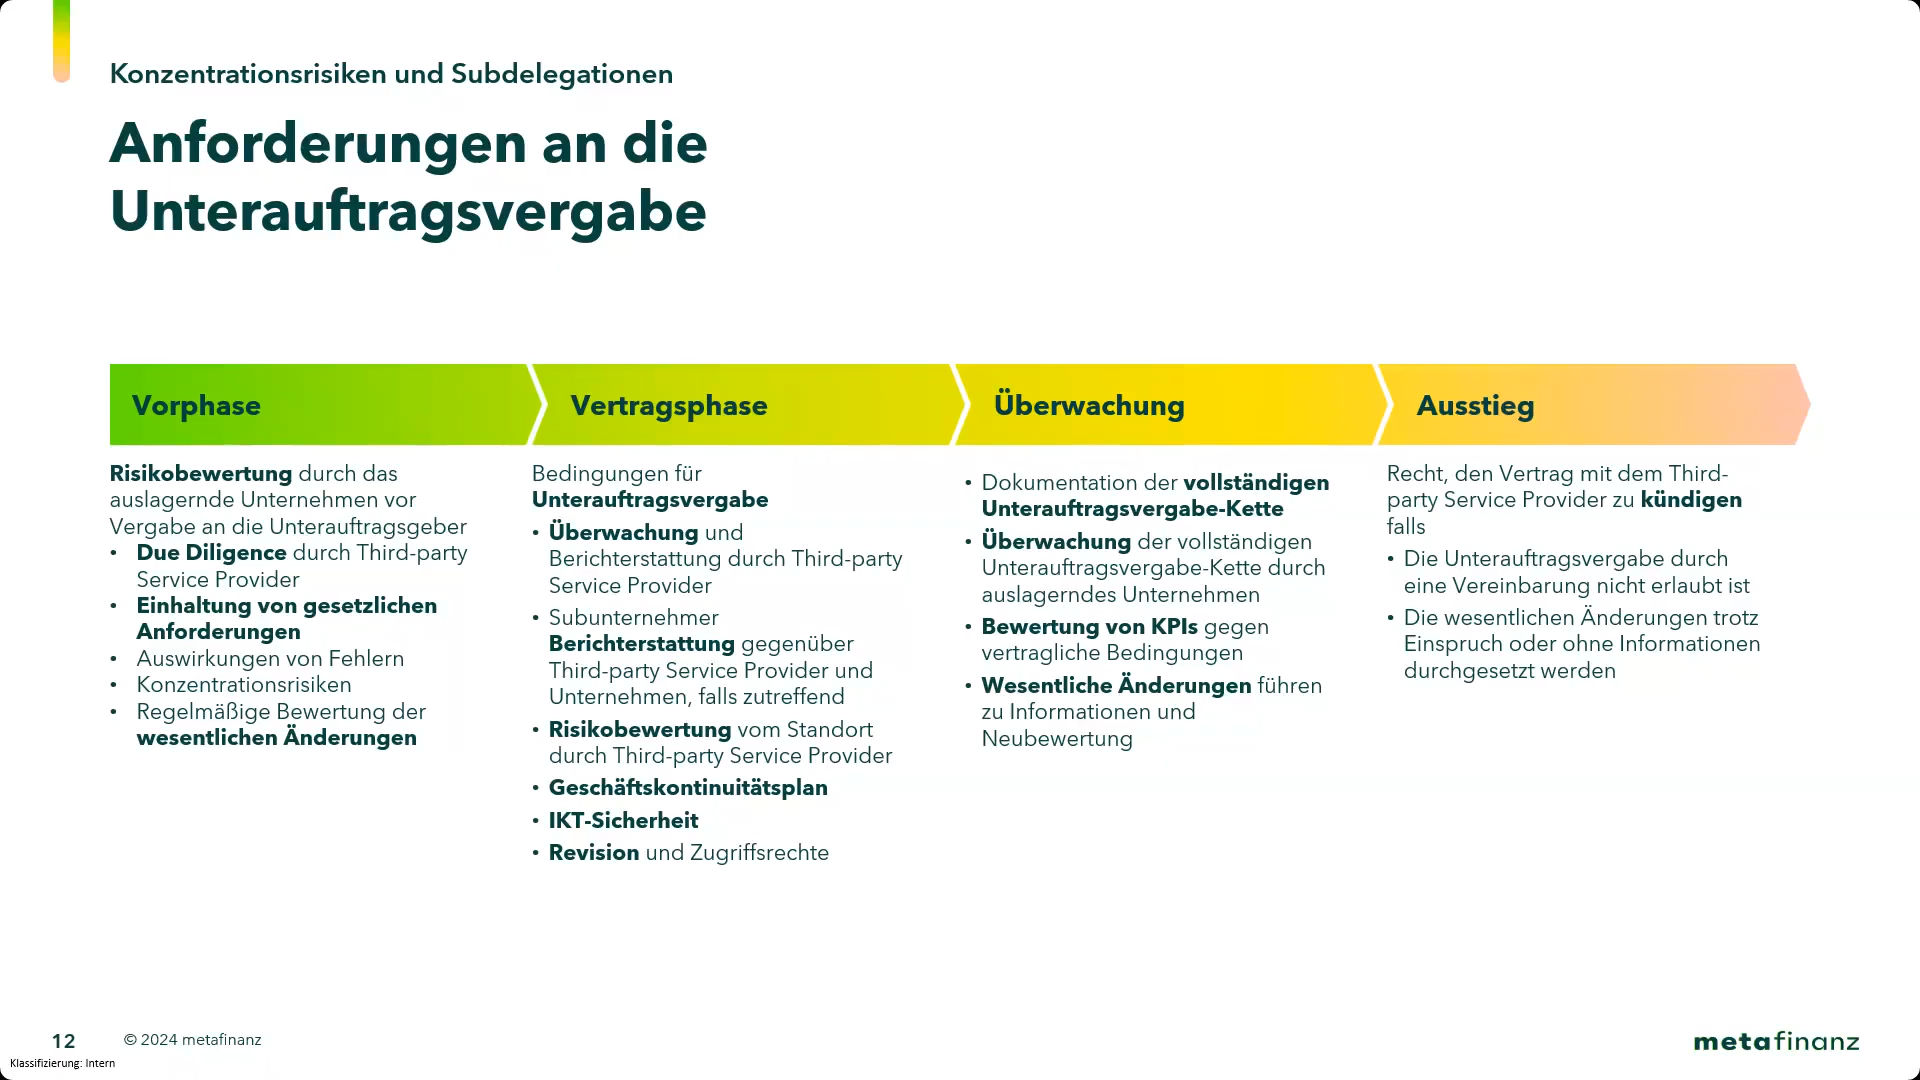 Konzentrationsrisiken und Subdelegationen
Anforderungen an die
Unterauftragsvergabe
Vorphase
Risikobewertung durch das
auslagernde Unternehmen vor
Vergabe an die Unterauftragsgeber
• Due Diligence durch Third-party
Service Provider
• Einhaltung von gesetzlichen
Anforderungen
• Auswirkungen von Fehlern
• Konzentrationsrisiken
• Regelmäßige Bewertung der
wesentlichen Änderungen
Vertragsphase
Bedingungen für
Unterauftragsvergabe
• Überwachung und
Berichterstattung durch Third-party
Service Provider
• Subunternehmer
Berichterstattung gegenüber
Third-party Service Provider und
Unternehmen, falls zutreffend
• Risikobewertung vom Standort
durch Third-party Service Provider
• Geschäftskontinuitätsplan
• IKT-Sicherheit
• Revision und Zugriffsrechte
Überwachung
• Dokumentation der vollständigen
Unterauftragsvergabe-Kette
• Überwachung der vollständigen
Unterauftragsvergabe-Kette durch
auslagerndes Unternehmen
• Bewertung von KPIs gegen
vertragliche Bedingungen
• Wesentliche Änderungen führen
zu Informationen und
Neubewertung
Ausstieg
Recht, den Vertrag mit dem Third-
party Service Provider zu kündigen
falls
• Die Unterauftragsvergabe durch
eine Vereinbarung nicht erlaubt ist
• Die wesentlichen Änderungen trotz
Einspruch oder ohne Informationen
durchgesetzt werden
12 © 2024 metafinanz
Klassifizierung: Intern
metafinanz